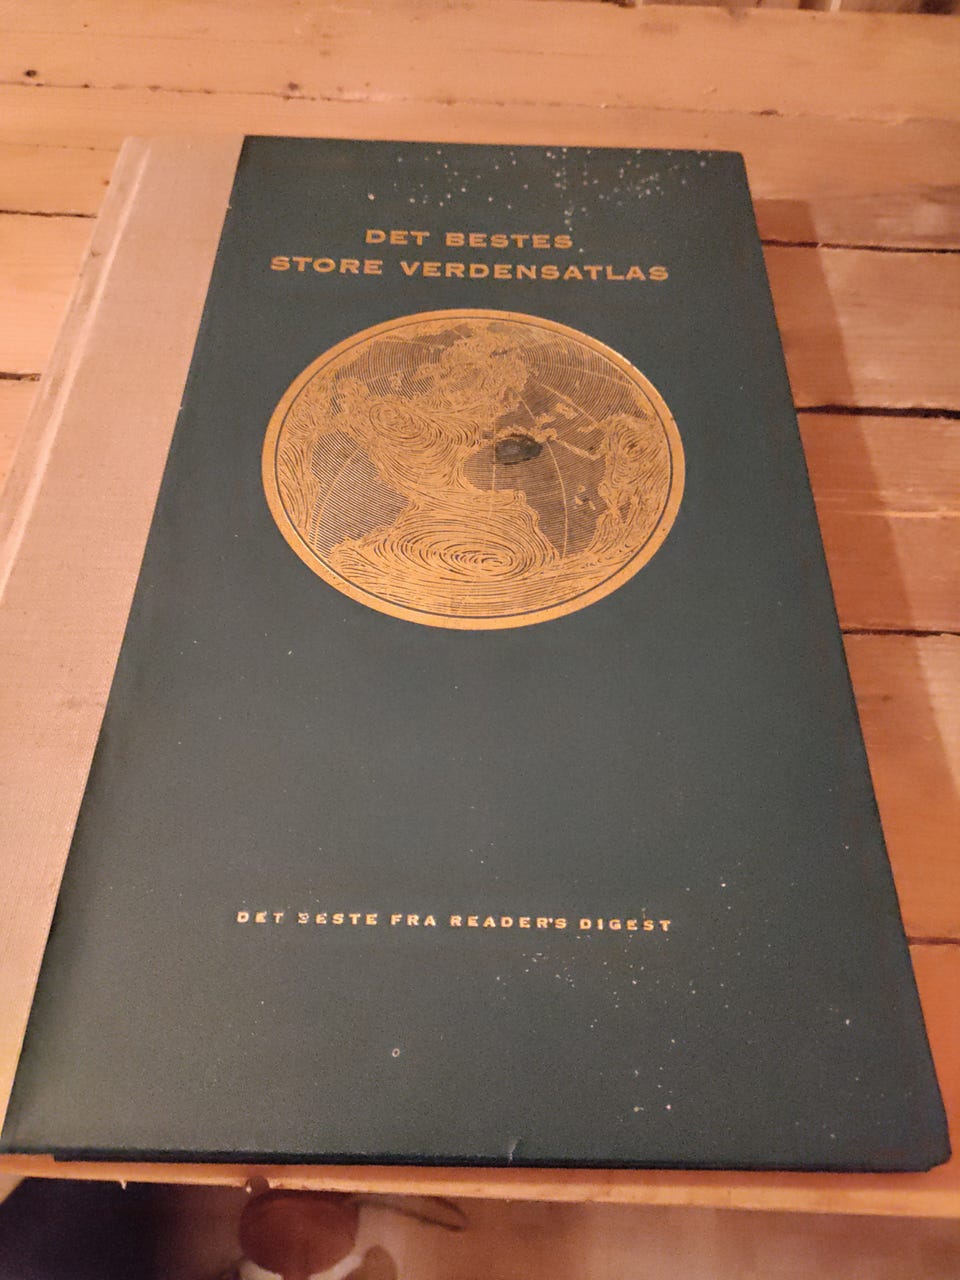 DET BESTES
STORE VERDENSATLAS
DET BESTE FRA READER'S DIGEST